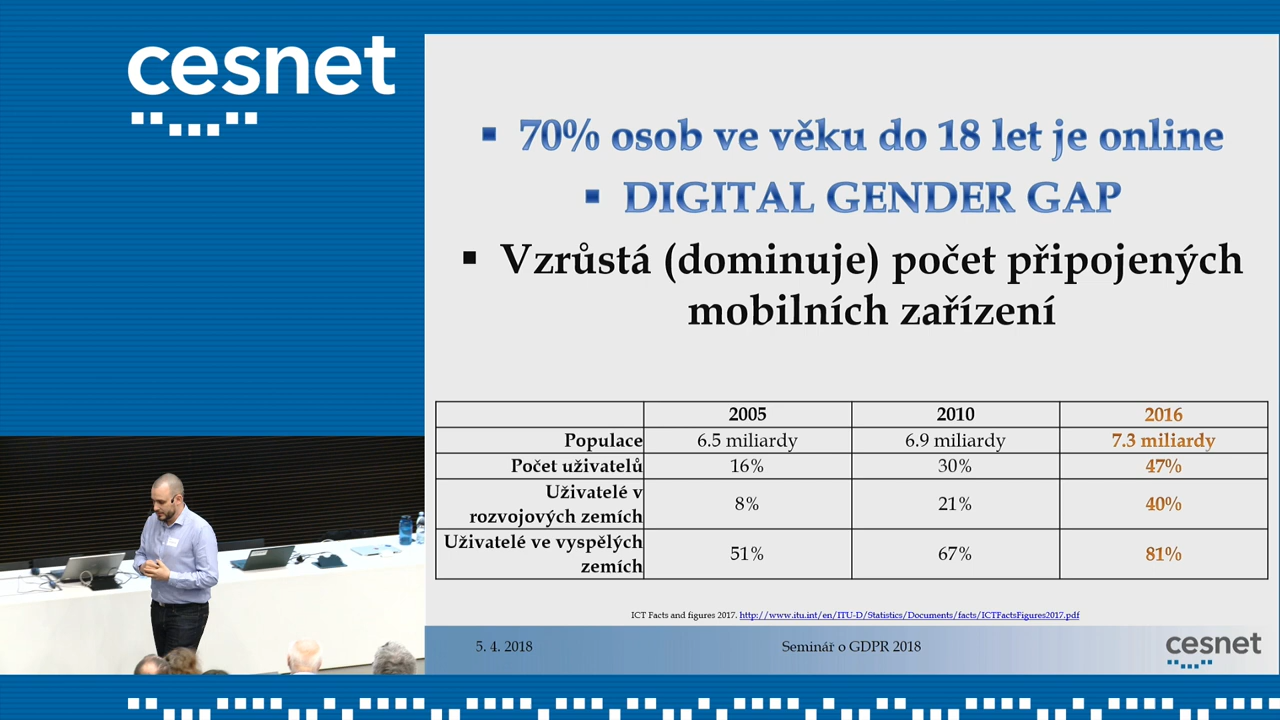 cesnet
▪ 70% osob ve věku do 18 let je online
▪ DIGITAL GENDER GAP
▪ Vzrůstá (dominuje) počet připojených
mobilních zařízení
2005 2010 2016
Populace 6.5 miliardy 6.9 miliardy 7.3 miliardy
Počet uživatelů 16% 30% 47%
Uživatelé v
rozvojových zemích 8% 21% 40%
Uživatelé ve vyspělých
zemích 51% 67% 81%
ICT Facts and figures 2017. http://www.itu.int/en/ITU-D/Statistics/Documents/facts/ICTFactsFigures2017.pdf
5. 4. 2018 Seminář o GDPR 2018 cesnet